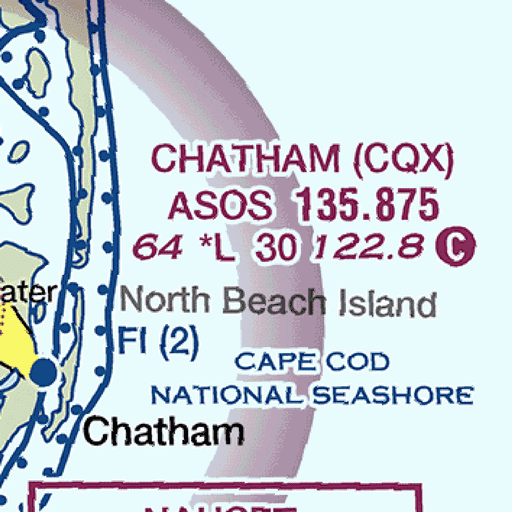 CHATHAM (CQX)
ASOS 135.875
64 *L 30 122.8 C
ater
North Beach Island
Fl (2)
CAPE COD
NATIONAL SEASHORE
Chatham